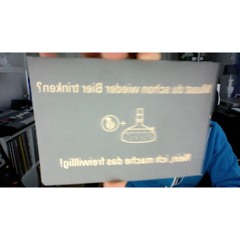 Musst du schon wieder Bier trinken?
Nein, ich mache das freiwillig!